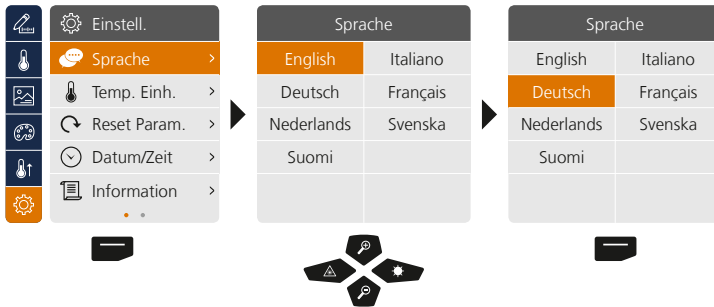 Einstell.
Sprache
Temp. Einh.
Reset Param.
Datum/Zeit
Information
Sprache
English Italiano
Deutsch Français
Nederlands Svenska
Suomi
Sprache
English Italiano
Deutsch Français
Nederlands Svenska
Suomi